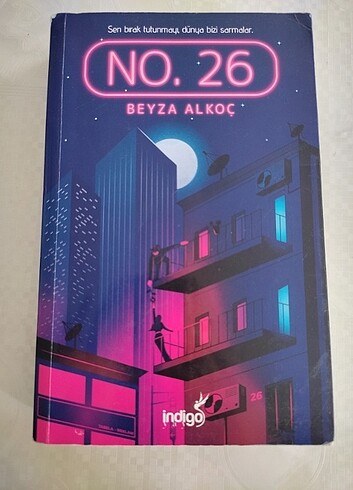 Sen bırak tutunmayı, dünya bizi sarmalar.
NO. 26
BEYZA ALKOÇ
26
indigo